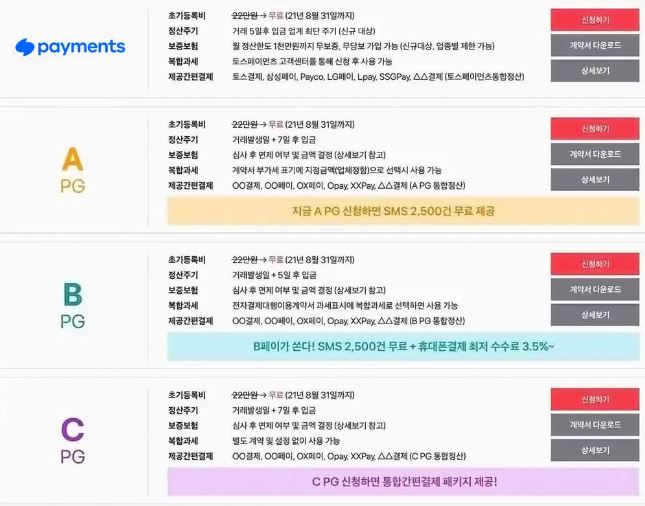 payments
초기등록비 22만원 → 무료 (21년 8월 31일까지)
정산주기 거래 5일후 입금 업계 최단 주기 (신규 대상)
보증보험 월 정산한도 1천만원까지 무보증, 무담보 가입 가능 (신규대상, 업종별 제한 가능)
복합과세 토스페이먼츠 고객센터를 통해 신청 후 사용 가능
제공간편결제 토스결제, 삼성페이, Payco, LG페이, Lpay, SSGPay, △△결제 (토스페이먼츠통합정산)
신청하기
계약서 다운로드
상세보기
A
PG
초기등록비 22만원 → 무료 (21년 8월 31일까지)
정산주기 거래발생일 + 7일 후 입금
보증보험 심사 후 면제 여부 및 금액 결정 (상세보기 참고)
복합과세 계약서 부가세 표기에 지정금액(업체정함)으로 선택시 사용 가능
제공간편결제 OO결제, OO페이, OX페이, Opay, XXPay, △△결제 (A PG 통합정산)
신청하기
계약서 다운로드
상세보기
지금 A PG 신청하면 SMS 2,500건 무료 제공
B
PG
초기등록비 22만원 → 무료 (21년 8월 31일까지)
정산주기 거래발생일 + 5일 후 입금
보증보험 심사 후 면제 여부 및 금액 결정 (상세보기 참고)
복합과세 전자결제대행이용계약서 과세표시에 복합과세로 선택하면 사용 가능
제공간편결제 OO결제, OO페이, OX페이, Opay, XXPay, △△결제 (B PG 통합정산)
신청하기
계약서 다운로드
상세보기
B페이가 쏜다! SMS 2,500건 무료 + 휴대폰결제 최저 수수료 3.5%~
C
PG
초기등록비 22만원 → 무료 (21년 8월 31일까지)
정산주기 거래발생일 + 7일 후 입금
보증보험 심사 후 면제 여부 및 금액 결정 (상세보기 참고)
복합과세 별도 계약 및 설정 없이 사용 가능
제공간편결제 OO결제, OO페이, OX페이, Opay, XXPay, △△결제 (C PG 통합정산)
신청하기
계약서 다운로드
상세보기
C PG 신청하면 통합간편결제 패키지 제공!